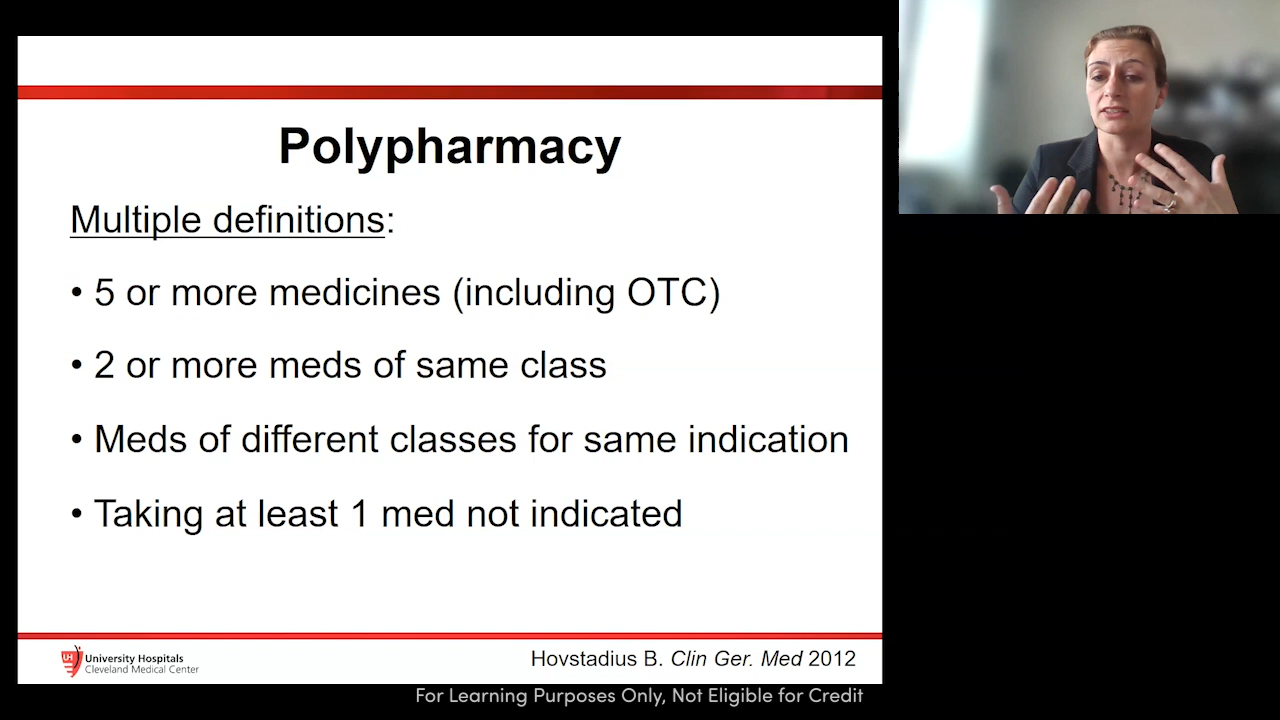 Polypharmacy
Multiple definitions:
• 5 or more medicines (including OTC)
• 2 or more meds of same class
• Meds of different classes for same indication
• Taking at least 1 med not indicated
UH
University Hospitals
Cleveland Medical Center
Hovstadius B. Clin Ger. Med 2012
For Learning Purposes Only, Not Eligible for Credit